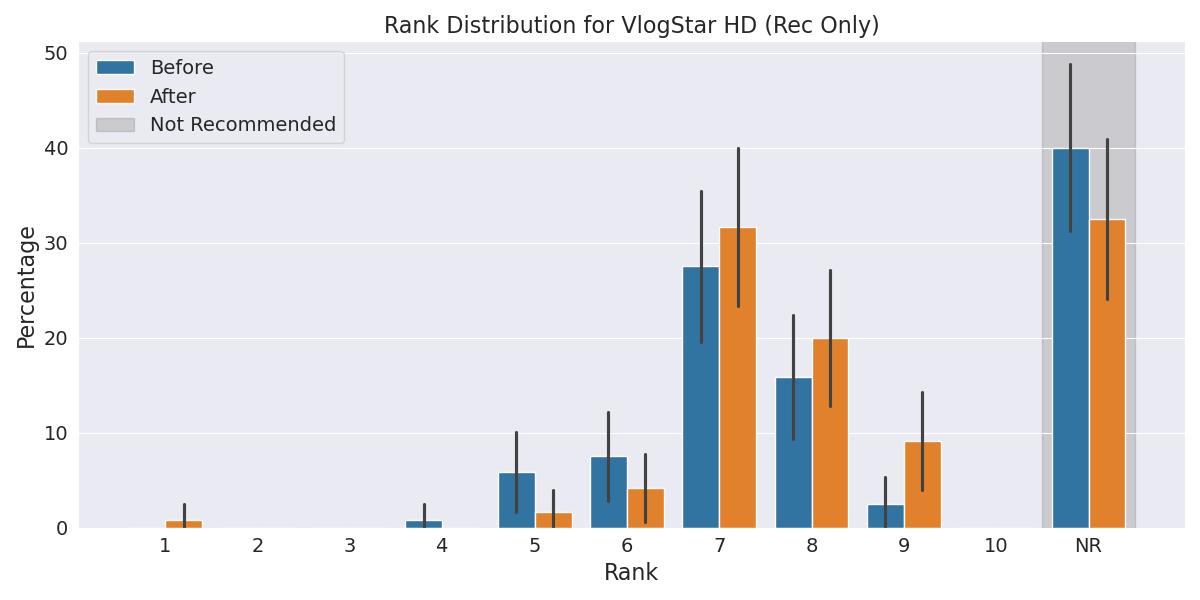 Rank Distribution for VlogStar HD (Rec Only)
Before
After
Not Recommended
Percentage
50
40
30
20
10
0
1 2 3 4 5 6 7 8 9 10 NR
Rank